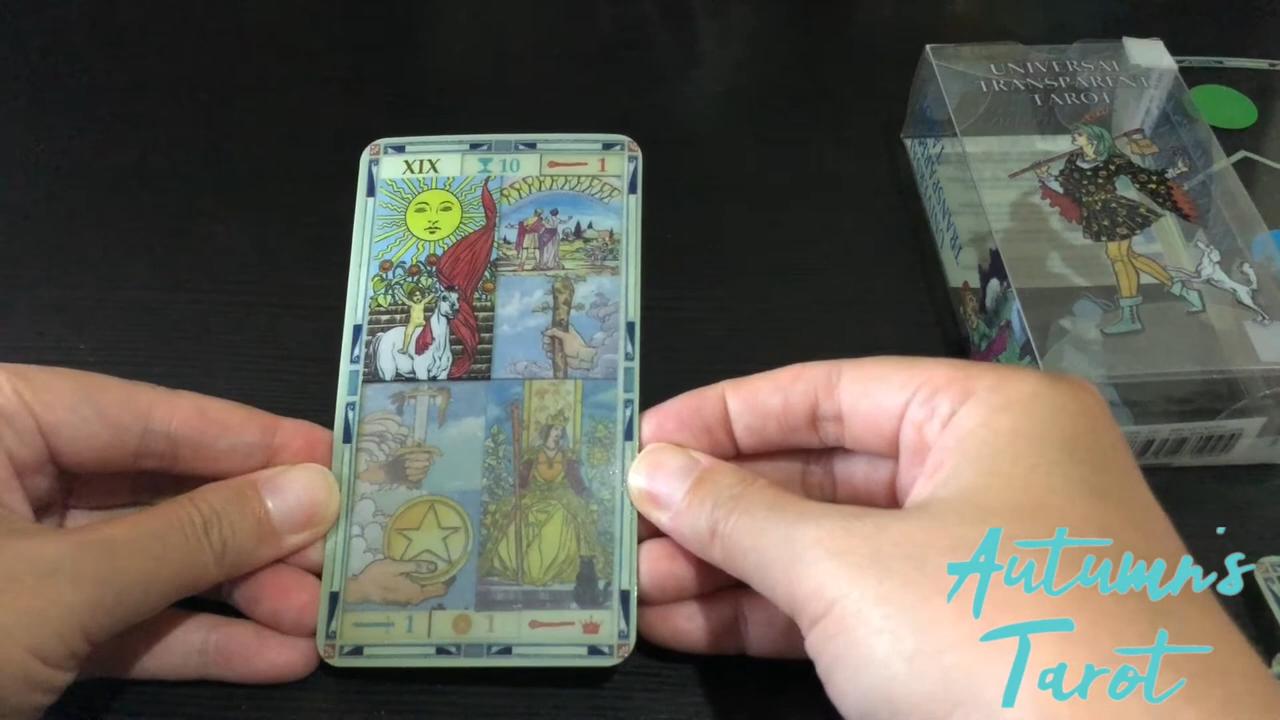 UNIVERSAL
TRANSPARENT
TAROT
XIX 10 1
1 1
Autumn's
Tarot